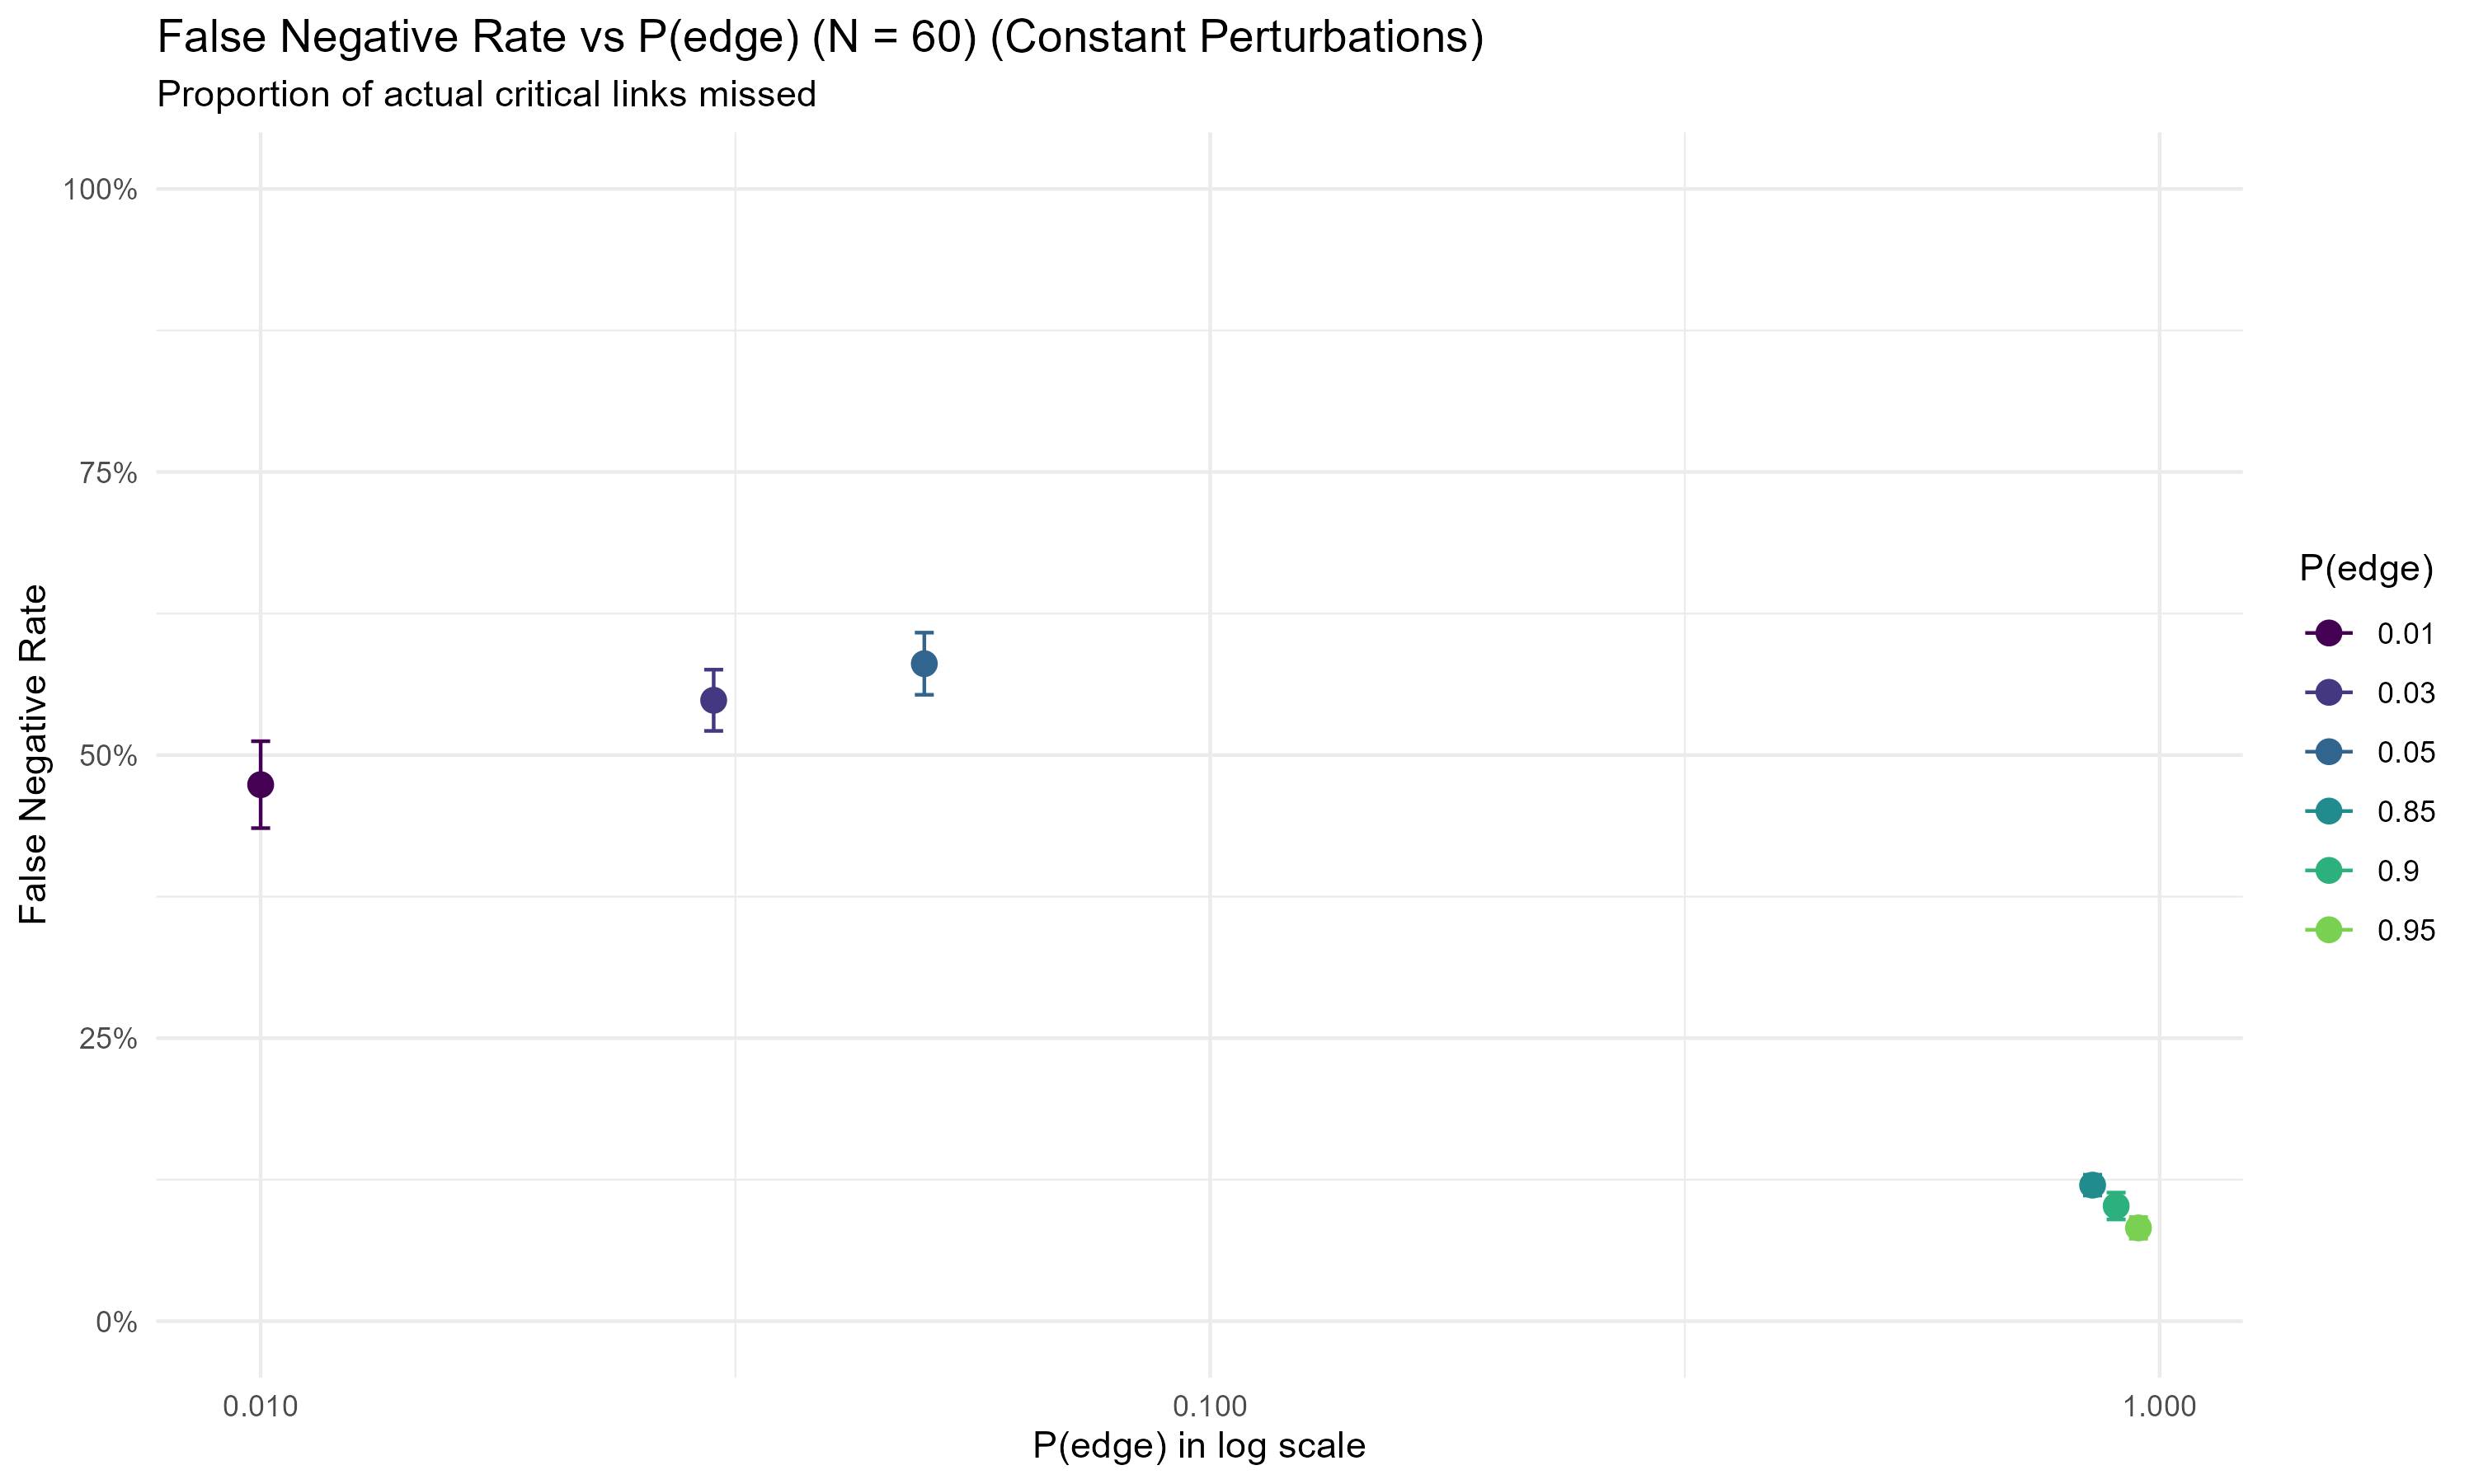 False Negative Rate vs P(edge) (N = 60) (Constant Perturbations)
Proportion of actual critical links missed
100%
75%
50%
25%
0%
False Negative Rate
0.010
0.100
1.000
P(edge) in log scale
P(edge)
0.01
0.03
0.05
0.85
0.9
0.95